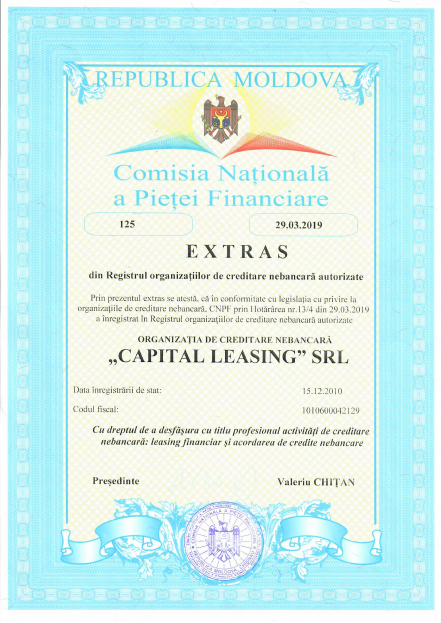 REPUBLICA MOLDOVA
Comisia Națională
a Pieței Financiare
125
29.03.2019
EXTRAS
din Registrul organizațiilor de creditare nebancară autorizate
Prin prezentul extras se atestă, că in conformitate cu legislația cu privire la
organizațiile de creditare nebancară, CNPF prin Hotărârea nr.13/4 din 29.03.2019
a înregistrat în Registrul organizațiilor de creditare nebancară autorizate
ORGANIZAȚIA DE CREDITARE NEBANCARĂ
„CAPITAL LEASING” SRL
Data înregistrării de stat:
15.12.2010
Codul fiscal:
1010600042129
Cu dreptul de a desfășura cu titlu profesional activități de creditare
nebancară: leasing financiar și acordarea de credite nebancare
Președinte
Valeriu CHIȚAN